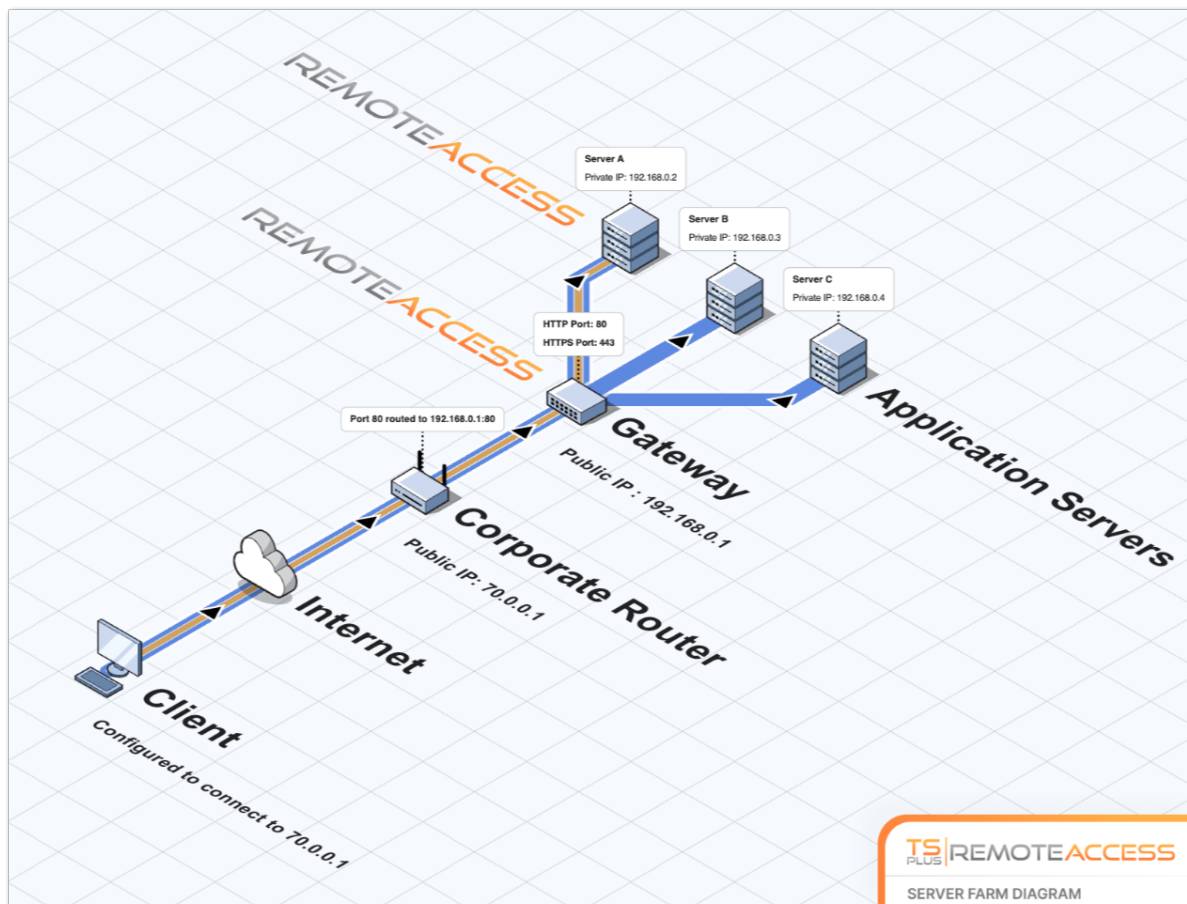 REMOTEACCESS
Server A
Private IP: 192.168.0.2
REMOTEACCESS
Server B
Private IP: 192.168.0.3
Server C
Private IP: 192.168.0.4
HTTP Port: 80
HTTPS Port: 443
Port 80 routed to 192.168.0.1:80
Application Servers
Gateway
Public IP : 192.168.0.1
Corporate Router
Public IP: 70.0.0.1
Internet
Client
Configured to connect to 70.0.0.1
TS PLUS REMOTEACCESS
SERVER FARM DIAGRAM